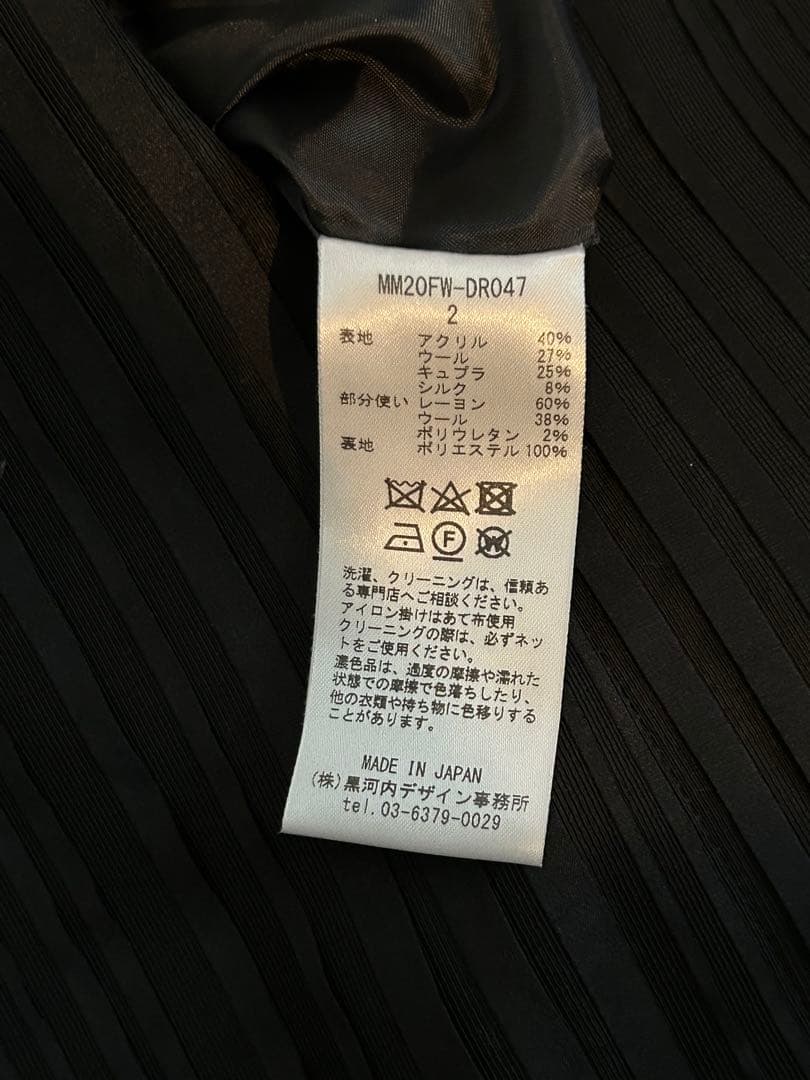 MM20FW-DR047
2
表地 アクリル 40%
ウール 27%
キュプラ 25%
シルク 8%
部分使い レーヨン 60%
ウール 38%
ポリウレタン 2%
裏地 ポリエステル 100%
F
W
洗濯、クリーニングは、信頼あ
る専門店へご相談ください。
アイロン掛けはあて布使用
クリーニングの際は、必ずネッ
トをご使用ください。
濃色品は、過度の摩擦や濡れた
状態での摩擦で色落ちしたり、
他の衣類や持ち物に色移りする
ことがあります。
MADE IN JAPAN
(株)黒河内デザイン事務所
tel.03-6379-0029